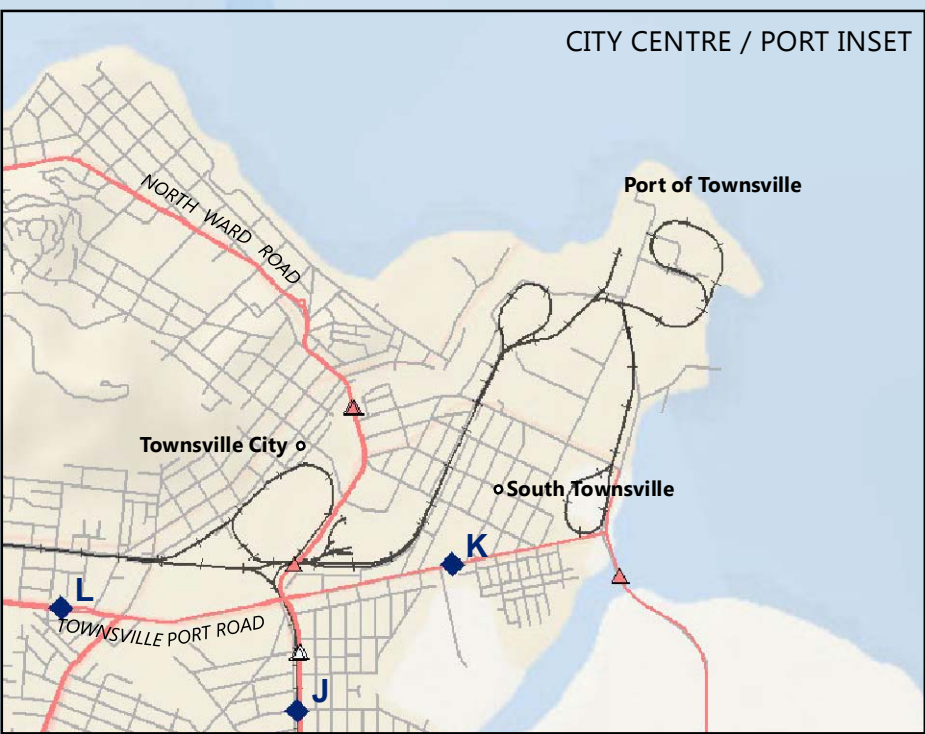 CITY CENTRE / PORT INSET
Port of Townsville
NORTH WARD ROAD
Townsville City
South Townsville
K
L
TOWNSVILLE PORT ROAD
J